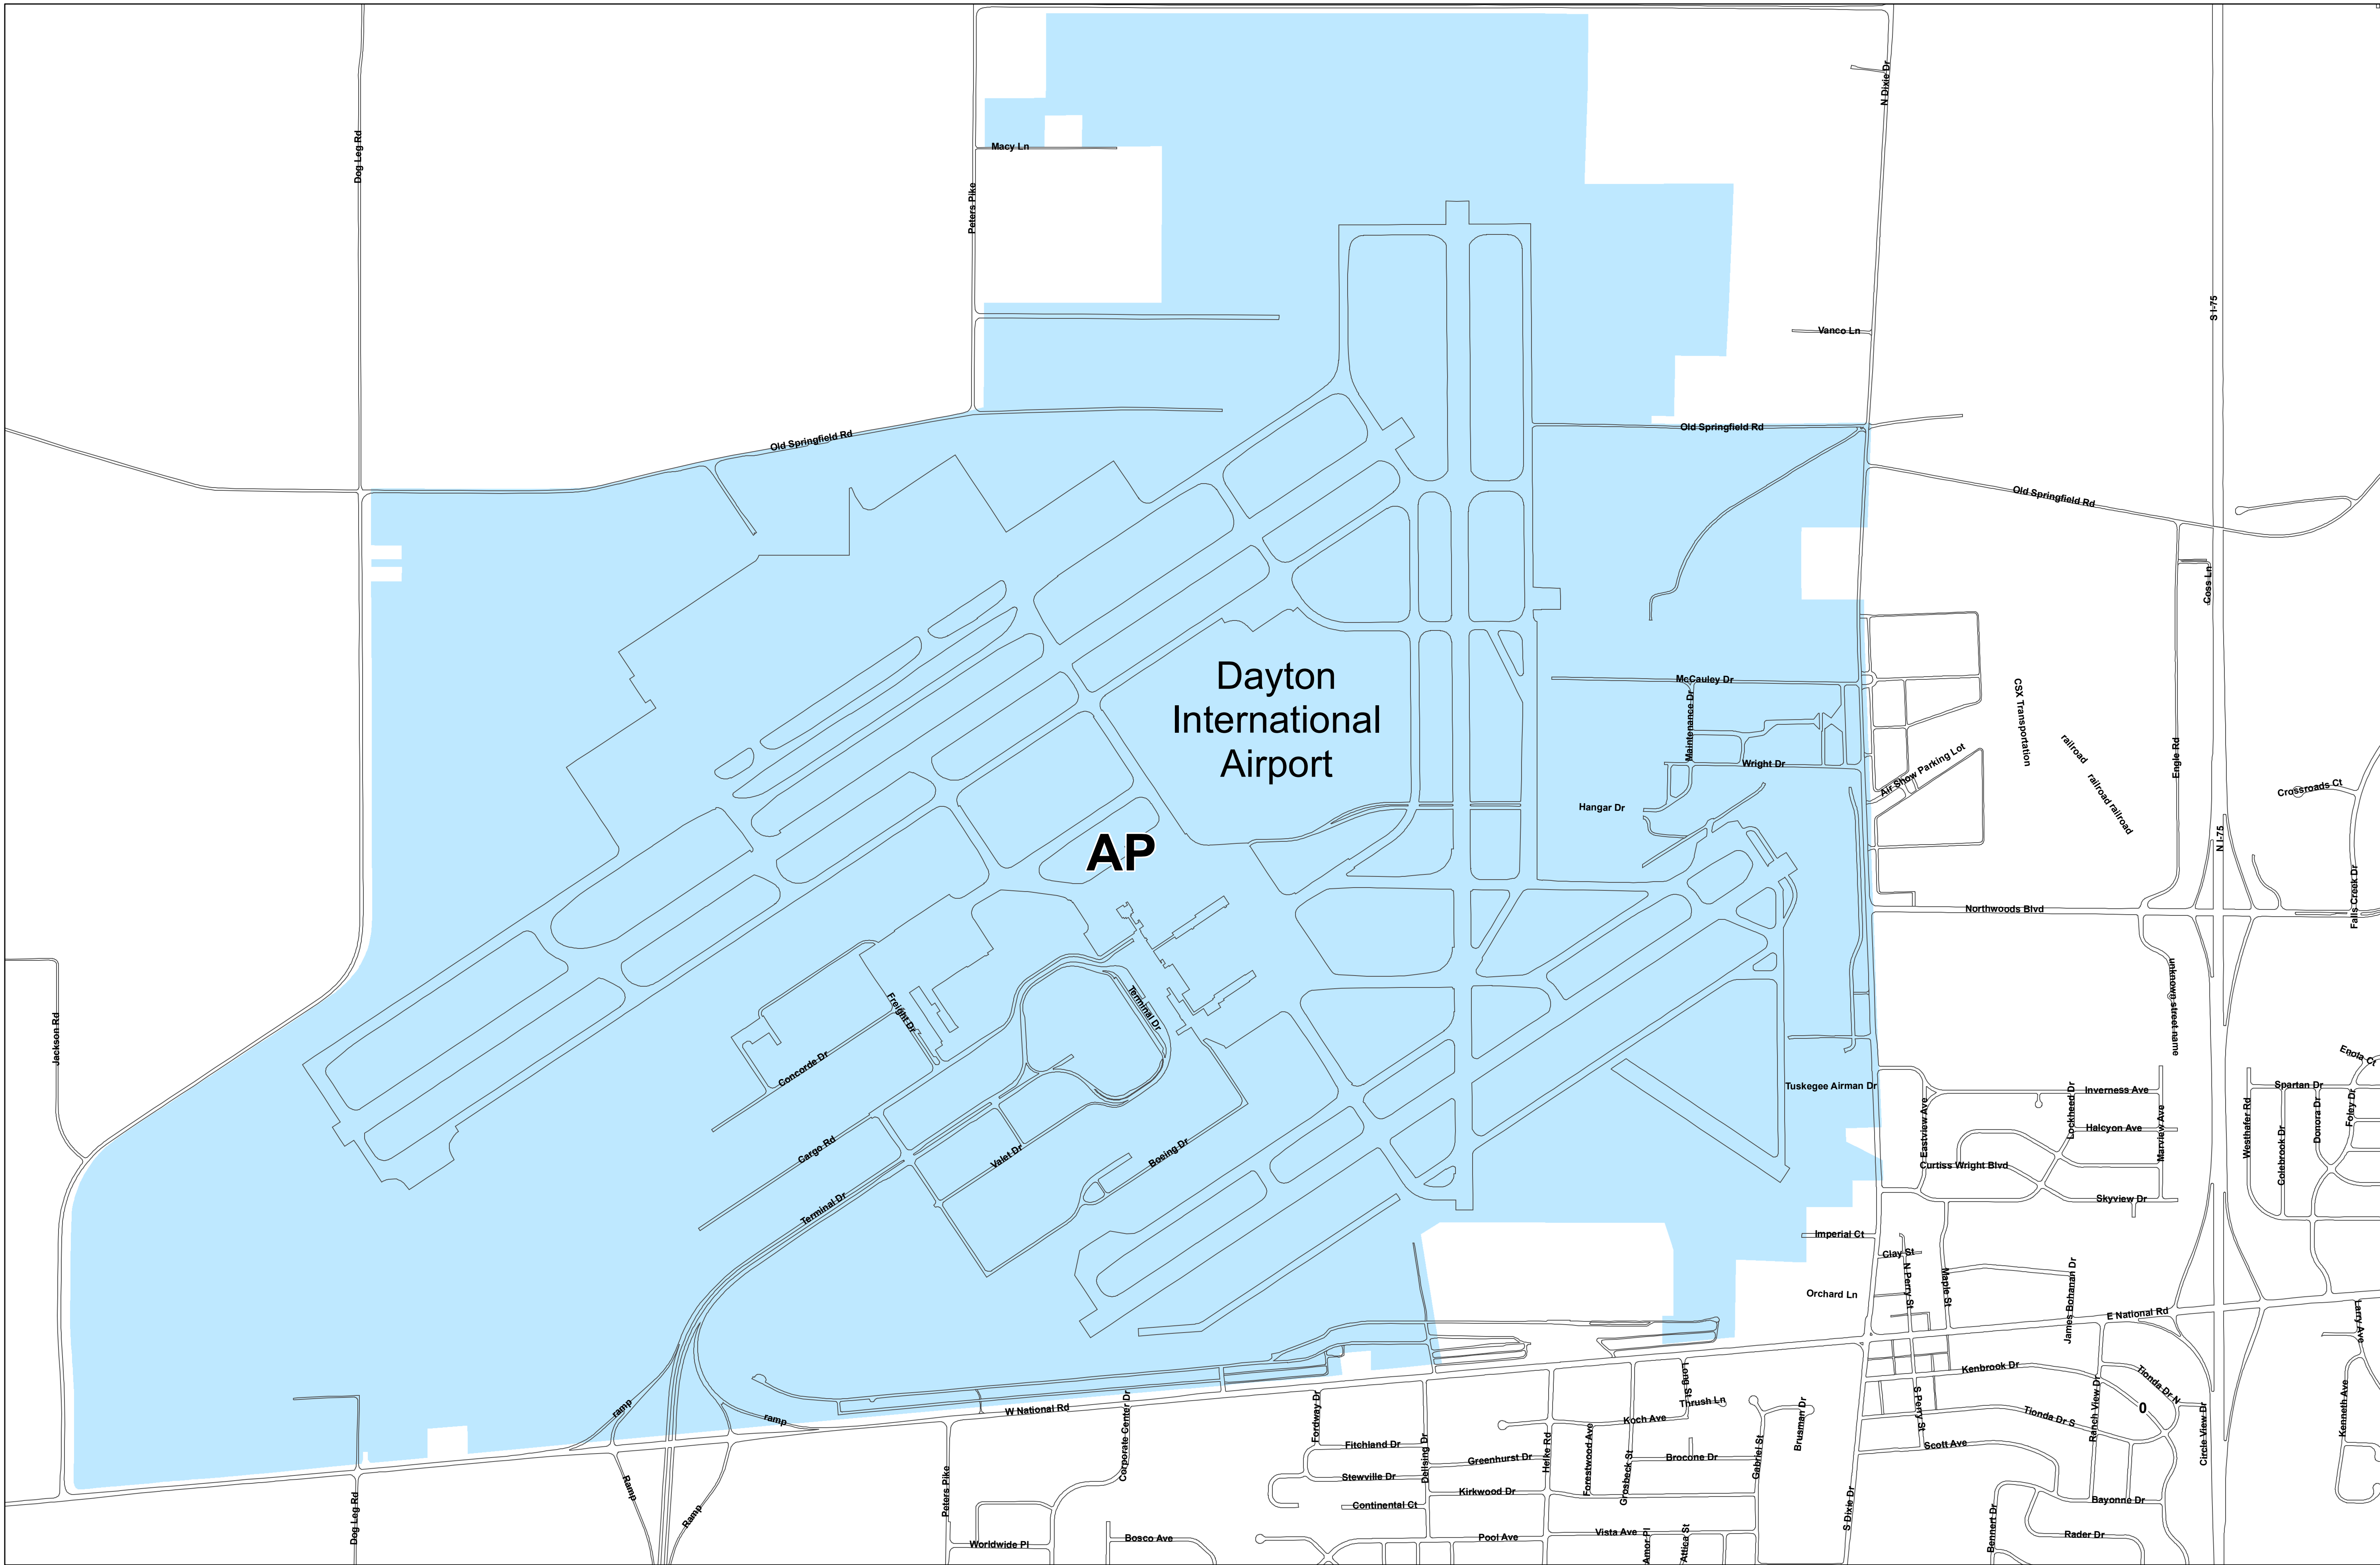 N Dixie Dr
Dog Leg Rd
Macy Ln
Peters Pike
S I-75
Vanco Ln
Old Springfield Rd
Old Springfield Rd
Old Springfield Rd
Coss Ln
Dayton
International
Airport
McCauley Dr
Maintenance Dr
CSX Transportation
railroad
railroad railroad
Engle Rd
Wright Dr
Air Show Parking Lot
Crossroads Ct
Hangar Dr
N I-75
AP
Falls Creek Dr
Northwoods Blvd
unknown street name
Freight Dr
Terminal Dr
Jackson Rd
Concorde Dr
Enola Ct
Tuskegee Airman Dr
Inverness Ave
Spartan Dr
Lockheed Dr
Eastview Ave
Halcyon Ave
Marview Ave
Westhafer Rd
Colebrook Dr
Donora Dr
Foley Dr
Cargo Rd
Valet Dr
Boeing Dr
Curtiss Wright Blvd
Skyview Dr
Terminal Dr
Imperial Ct
Clay St
N Perry St
Maple St
James Bohanan Dr
Orchard Ln
E National Rd
Larry Ave
Kenbrook Dr
Tionda Dr N
ramp
ramp
W National Rd
Corporate Center Dr
Fordway Dr
Long St
Thrush Ln
Koch Ave
Brusman Dr
S Perry St
Tionda Dr S
Ranch View Dr
0
Circle View Dr
Kenneth Ave
Fitchland Dr
Delising Dr
Greenhurst Dr
Helke Rd
Forestwood Ave
Grosbeck St
Brocone Dr
Gabriel St
Scott Ave
Stewville Dr
Kirkwood Dr
Continental Ct
Ramp
Ramp
Dog Leg Rd
Peters Pike
Worldwide Pl
Bosco Ave
Pool Ave
Vista Ave
Amor Pl
Attica St
S Dixie Dr
Bennert Dr
Bayonne Dr
Rader Dr